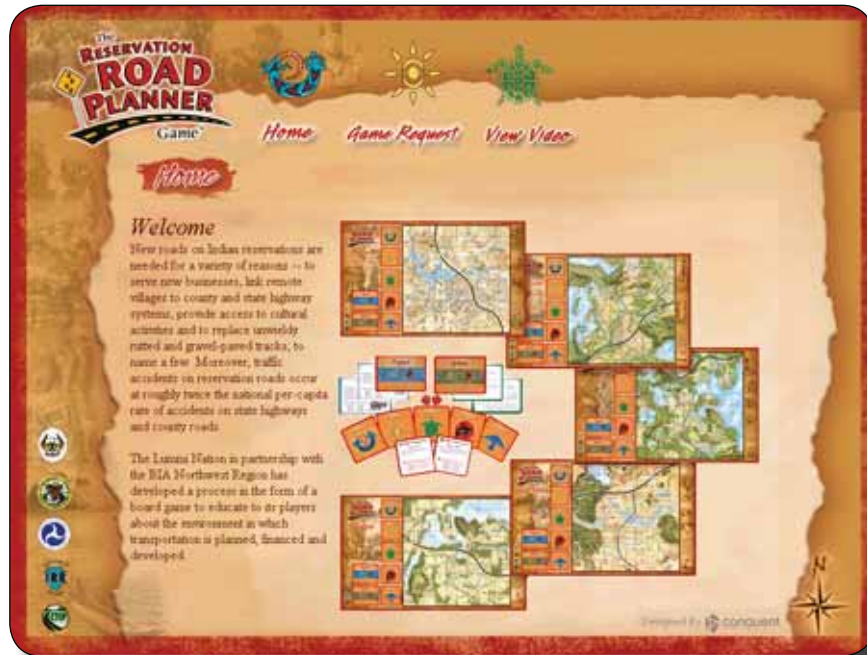 The
RESERVATION
ROAD
PLANNER
Game
Home
Game Request
View Video
Home
Welcome
New roads on Indian reservations are
needed for a variety of reasons -- to
serve new businesses, link remote
villages to county and state highway
systems, provide access to cultural
activities and to replace unwieldy
rutted and gravel-paved tracks, to
name a few. Moreover, traffic
accidents on reservation roads occur
at roughly twice the national per-capita
rate of accidents on state highways
and county roads.
The Lummi Nation in partnership with
the BIA Northwest Region has
developed a process in the form of a
board game to educate to its players
about the environment in which
transportation is planned, financed and
developed.
IRR
N
Designed By conquent